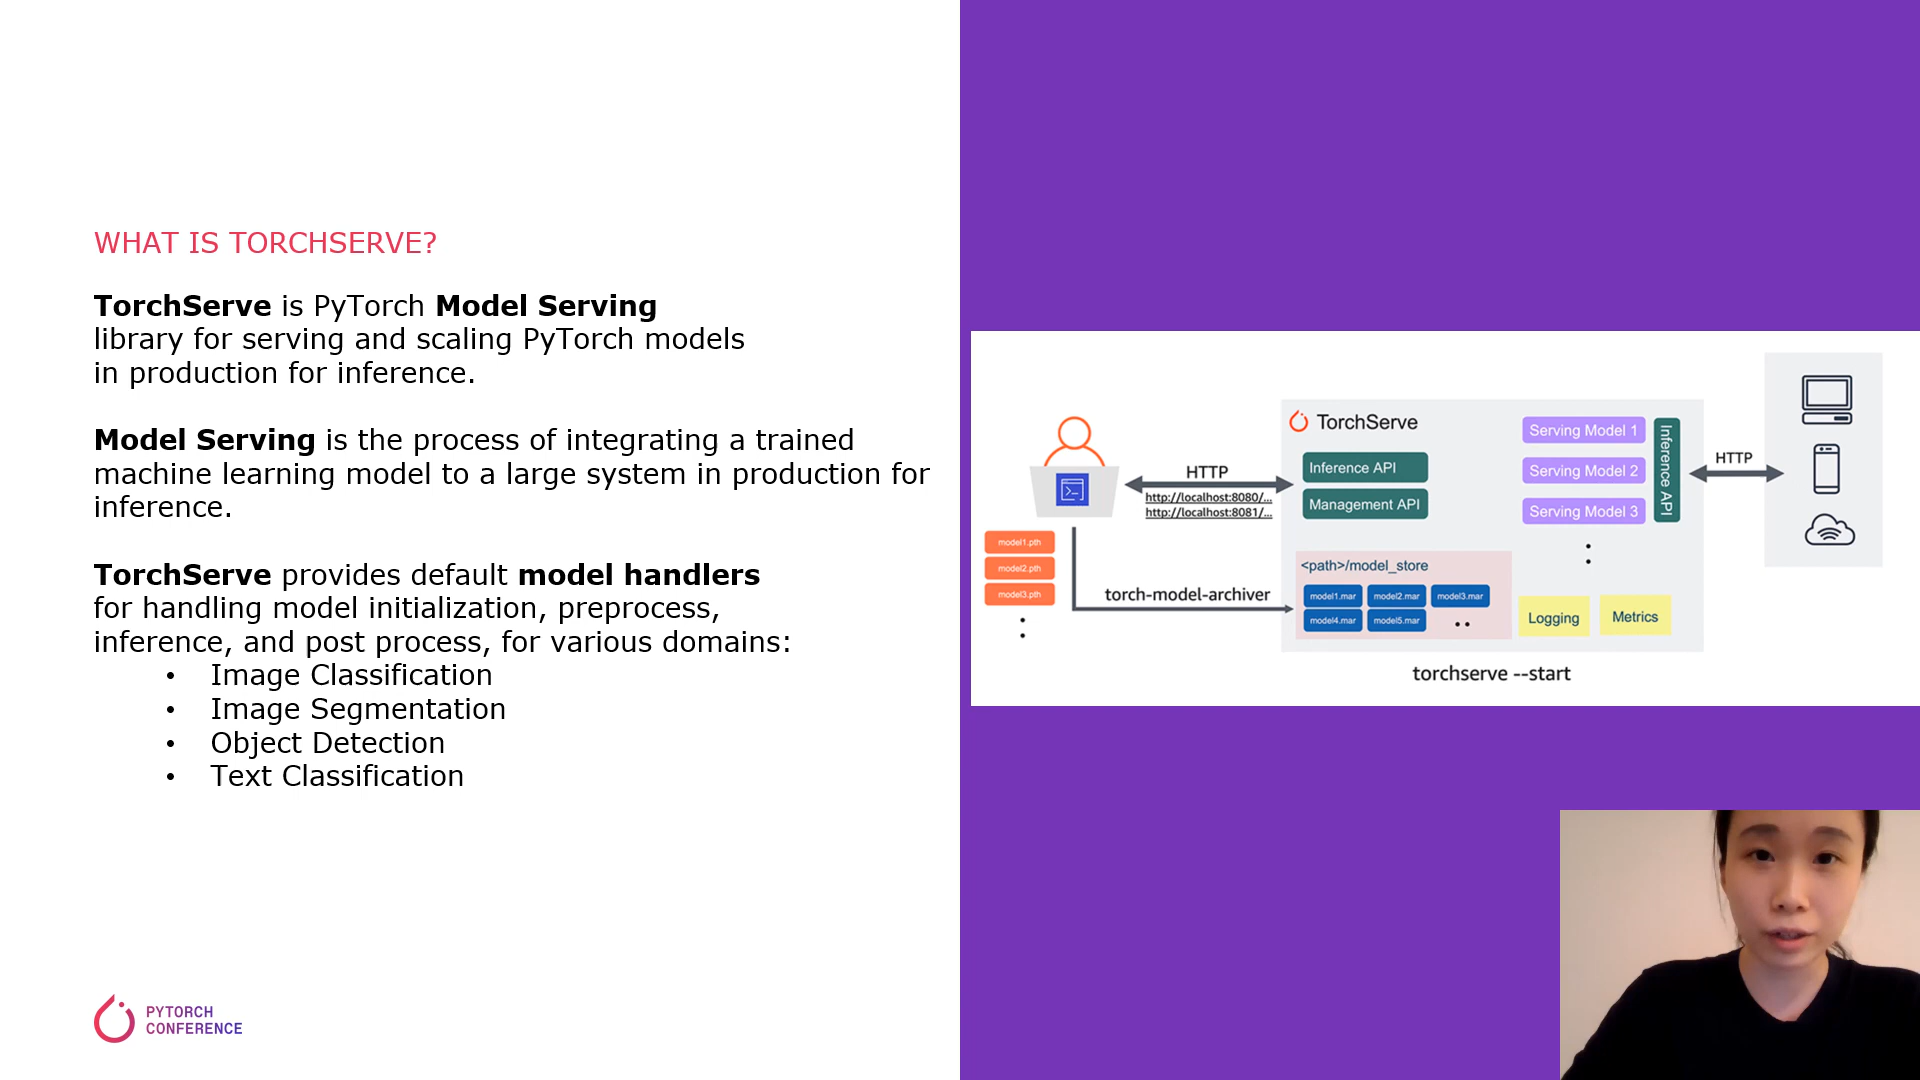 WHAT IS TORCHSERVE?
TorchServe is PyTorch Model Serving
library for serving and scaling PyTorch models
in production for inference.
Model Serving is the process of integrating a trained
machine learning model to a large system in production for
inference.
TorchServe provides default model handlers
for handling model initialization, preprocess,
inference, and post process, for various domains:
• Image Classification
• Image Segmentation
• Object Detection
• Text Classification
PYTORCH
CONFERENCE
HTTP
http://localhost:8080/...
http://localhost:8081/...
model1.pth
model2.pth
model3.pth
torch-model-archiver
TorchServe
Inference API
Management API
<path>/model_store
model1.mar model2.mar model3.mar
model4.mar model5.mar
Serving Model 1
Serving Model 2
Serving Model 3
Inference API
Logging
Metrics
HTTP
torchserve --start